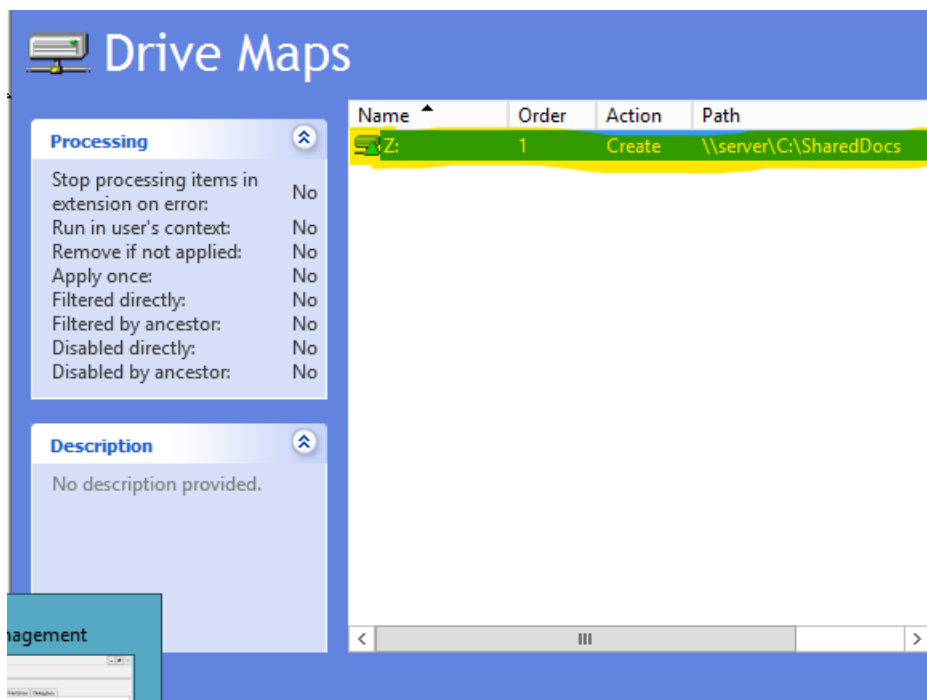 Drive Maps
Name Order Action Path
Z: 1 Create \\server\C:\SharedDocs
Processing
Stop processing items in
extension on error: No
Run in user's context: No
Remove if not applied: No
Apply once: No
Filtered directly: No
Filtered by ancestor: No
Disabled directly: No
Disabled by ancestor: No
Description
No description provided.
nagement